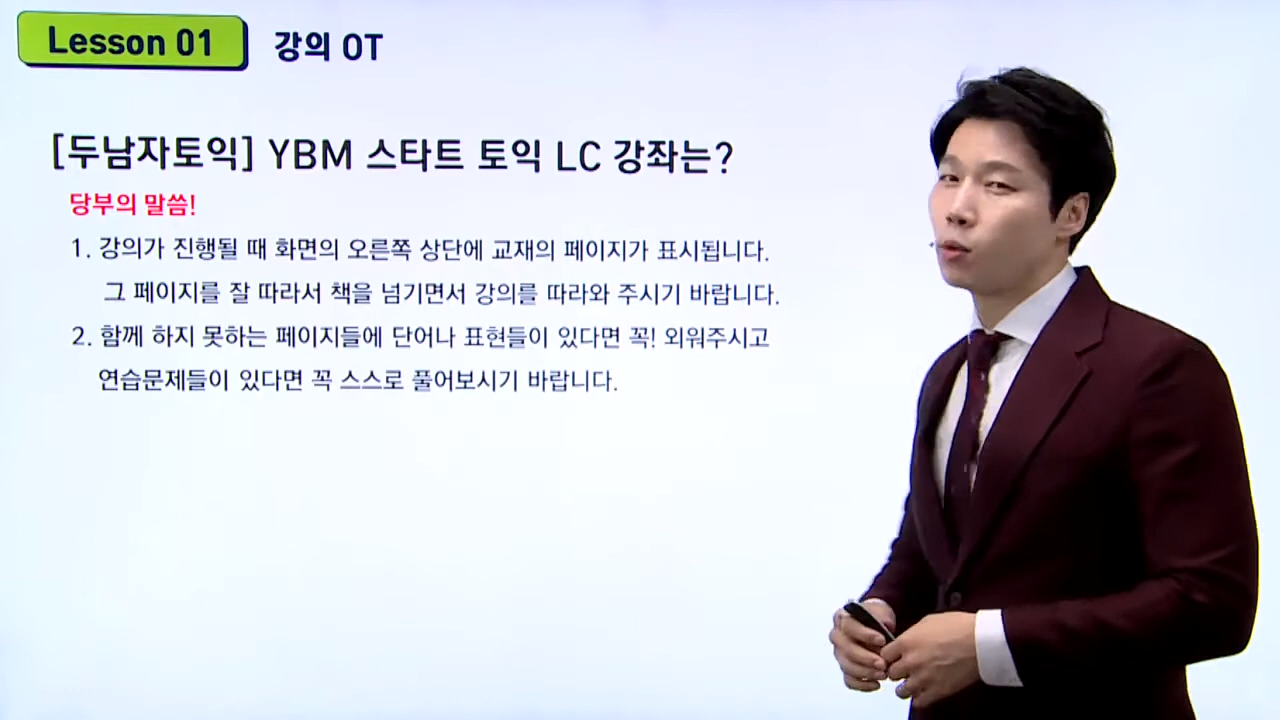 Lesson 01
강의 OT
[두남자토익] YBM 스타트 토익 LC 강좌는?
당부의 말씀!
1. 강의가 진행될 때 화면의 오른쪽 상단에 교재의 페이지가 표시됩니다.
그 페이지를 잘 따라서 책을 넘기면서 강의를 따라와 주시기 바랍니다.
2. 함께 하지 못하는 페이지들에 단어나 표현들이 있다면 꼭! 외워주시고
연습문제들이 있다면 꼭 스스로 풀어보시기 바랍니다.